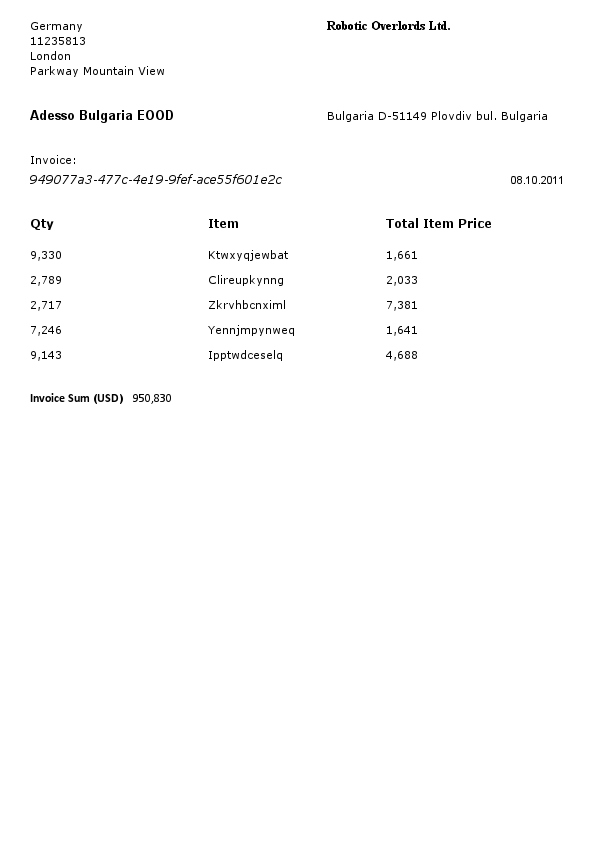 Germany
11235813
London
Parkway Mountain View
Robotic Overlords Ltd.
Adesso Bulgaria EOOD
Bulgaria D-51149 Plovdiv bul. Bulgaria
Invoice:
949077a3-477c-4e19-9fef-ace55f601e2c
08.10.2011
Qty Item Total Item Price
9,330 Ktwxyqjewbat 1,661
2,789 Clireupkynng 2,033
2,717 Zkrvhbcnximl 7,381
7,246 Yennjmpynweq 1,641
9,143 Ipptwdceselq 4,688
Invoice Sum (USD) 950,830